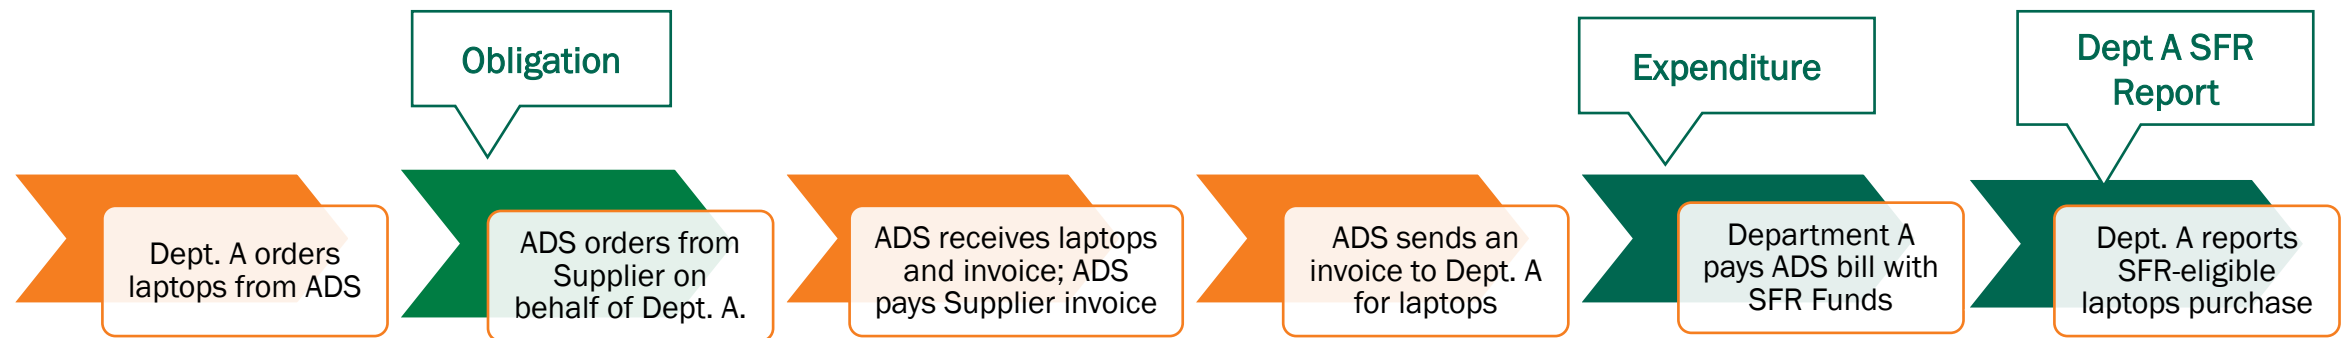 Obligation
Expenditure
Dept A SFR
Report
Dept. A orders
laptops from ADS
ADS orders from
Supplier on
behalf of Dept. A.
ADS receives laptops
and invoice; ADS
pays Supplier invoice
ADS sends an
invoice to Dept. A
for laptops
Department A
pays ADS bill with
SFR Funds
Dept. A reports
SFR-eligible
laptops purchase